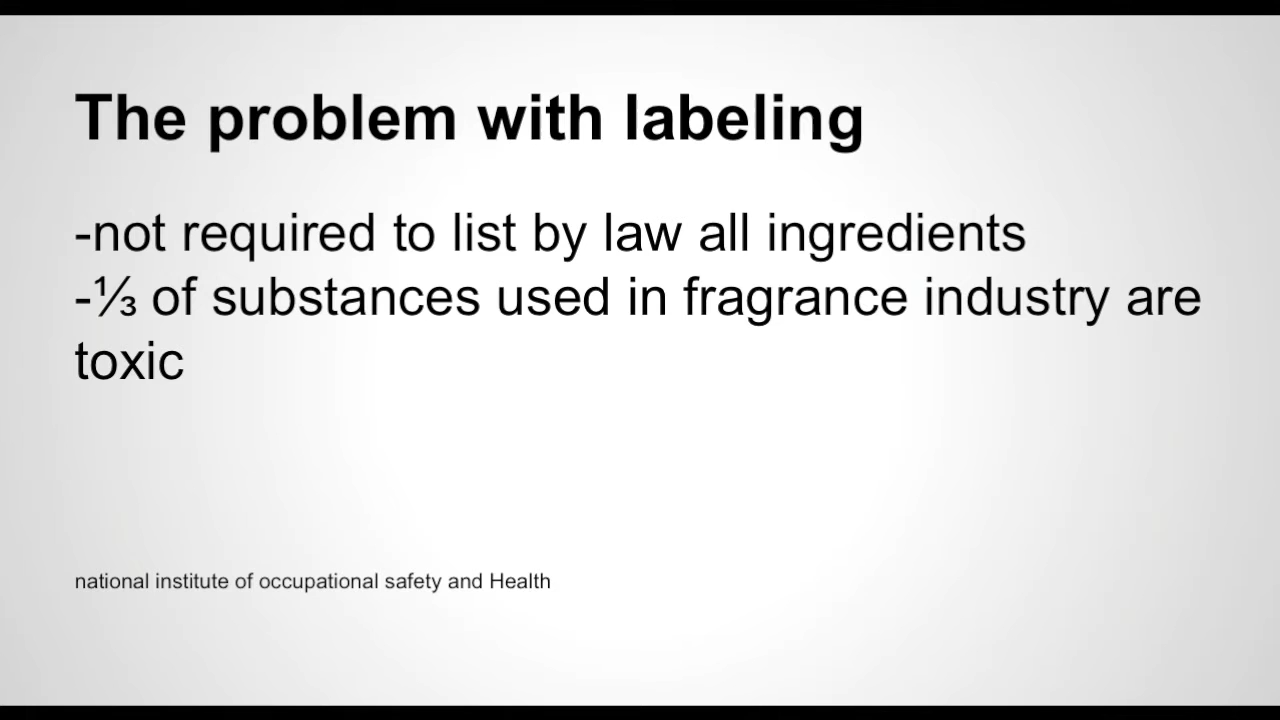 The problem with labeling
-not required to list by law all ingredients
-⅓ of substances used in fragrance industry are
toxic
national institute of occupational safety and Health